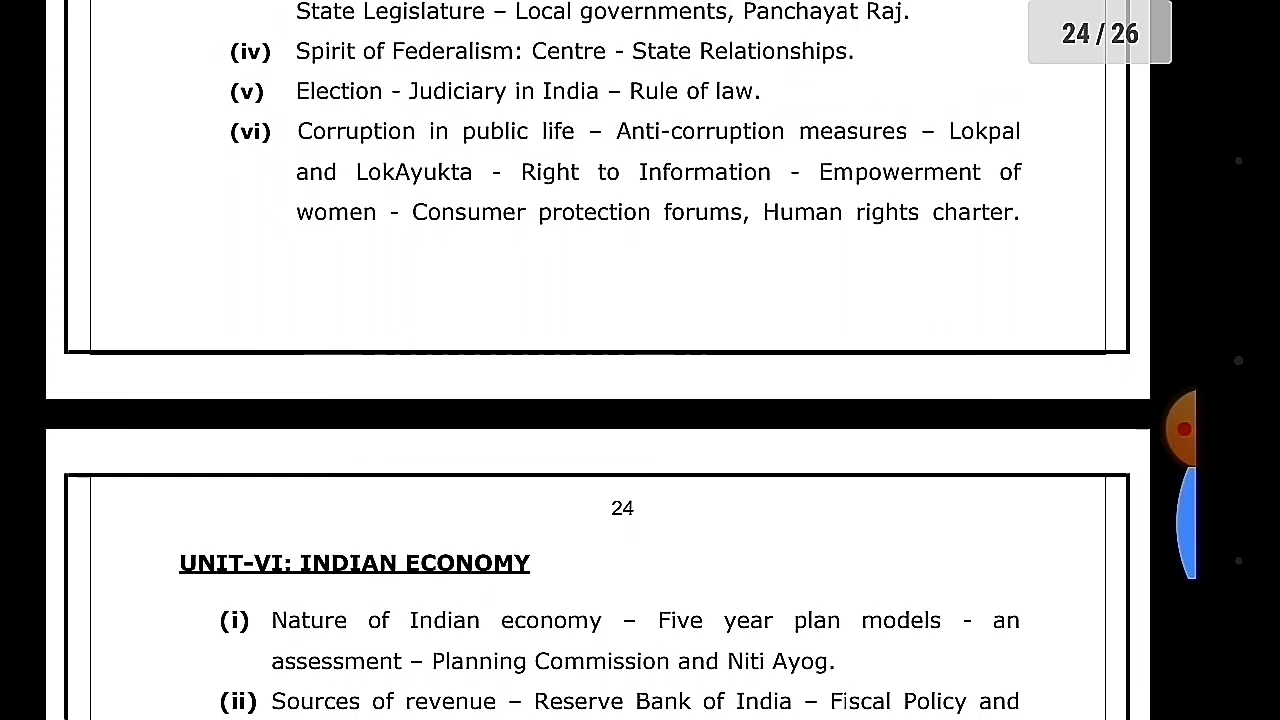 State Legislature – Local governments, Panchayat Raj.
24 / 26
(iv) Spirit of Federalism: Centre - State Relationships.
(v) Election - Judiciary in India – Rule of law.
(vi) Corruption in public life – Anti-corruption measures – Lokpal
and LokAyukta - Right to Information - Empowerment of
women - Consumer protection forums, Human rights charter.
24
UNIT-VI: INDIAN ECONOMY
(i) Nature of Indian economy – Five year plan models - an
assessment – Planning Commission and Niti Ayog.
(ii) Sources of revenue – Reserve Bank of India – Fiscal Policy and